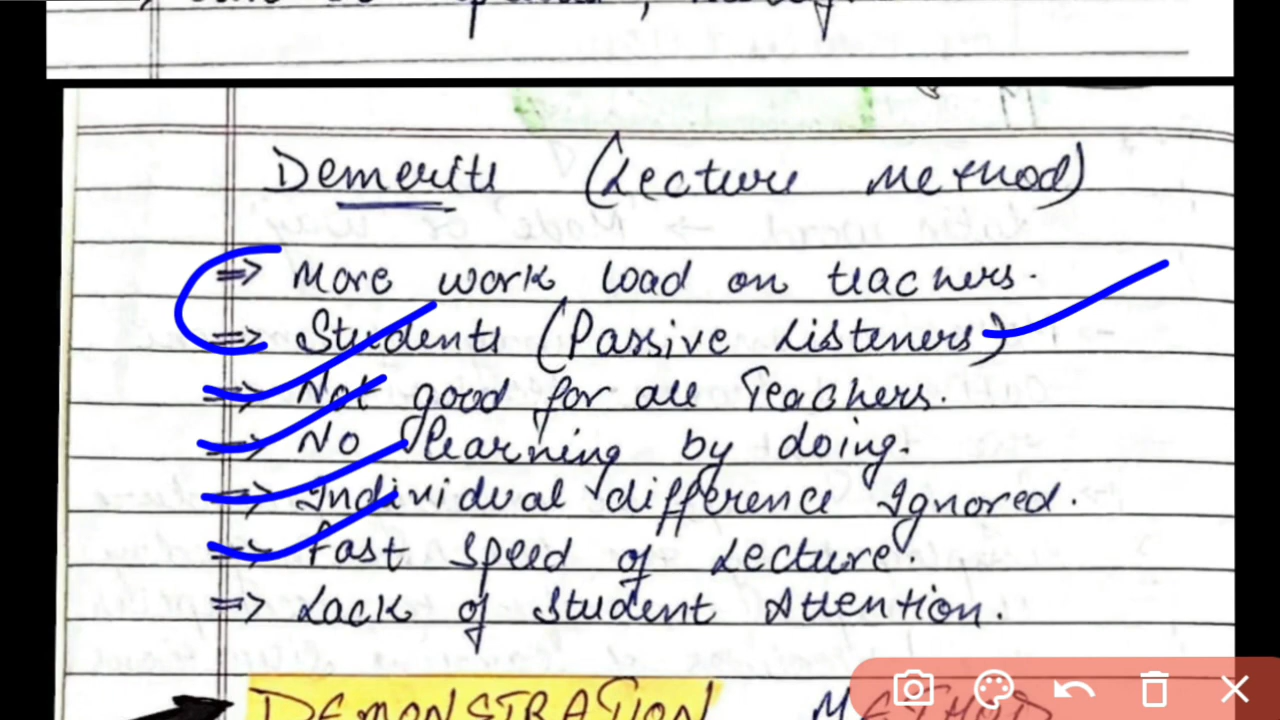 Demerits (Lecture Method)
=> More work load on teachers.
=> Students (Passive Listeners)
=> Not good for all Teachers.
=> No learning by doing.
=> Individual difference Ignored.
=> Fast speed of Lecture.
=> Lack of Student Attention.
DEMONSTRATION METHOD